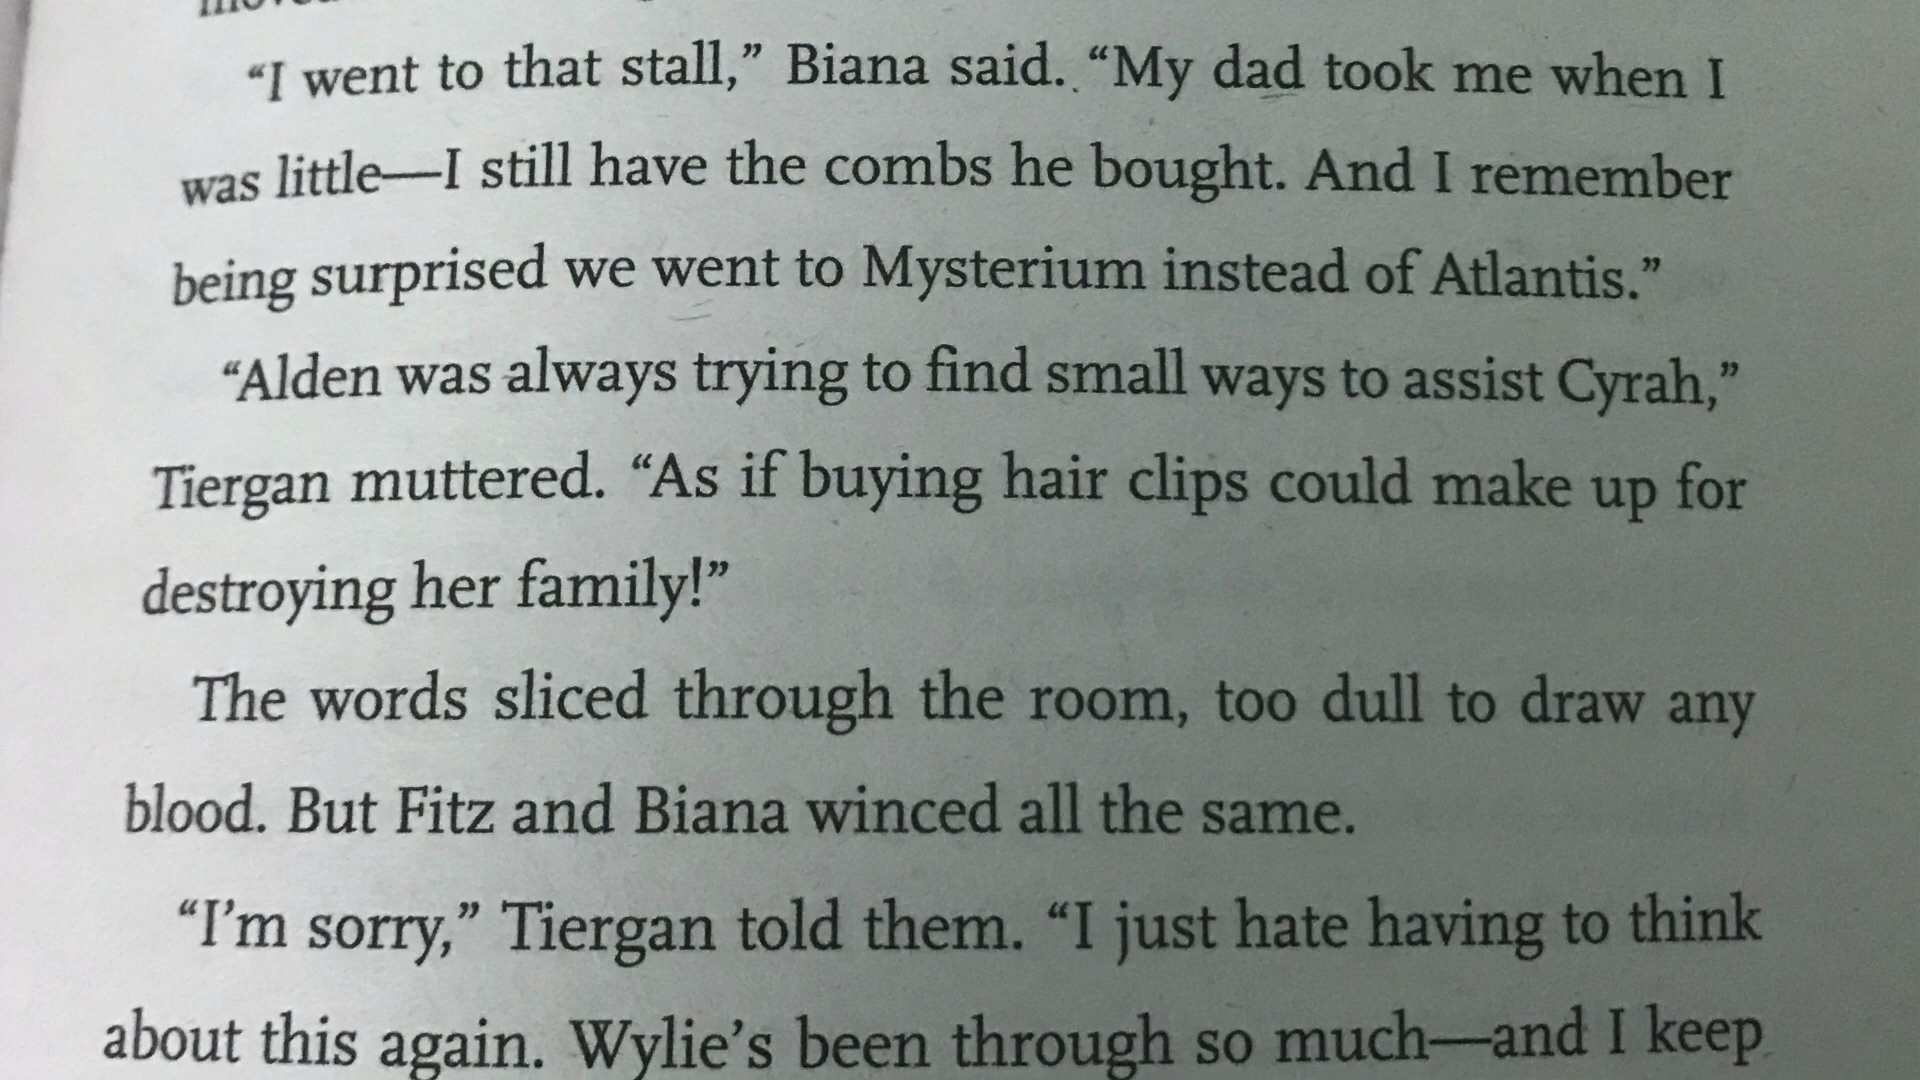 “I went to that stall,” Biana said. “My dad took me when I
was little—I still have the combs he bought. And I remember
being surprised we went to Mysterium instead of Atlantis.”
“Alden was always trying to find small ways to assist Cyrah,”
Tiergan muttered. “As if buying hair clips could make up for
destroying her family!”
The words sliced through the room, too dull to draw any
blood. But Fitz and Biana winced all the same.
“I’m sorry,” Tiergan told them. “I just hate having to think
about this again. Wylie’s been through so much—and I keep